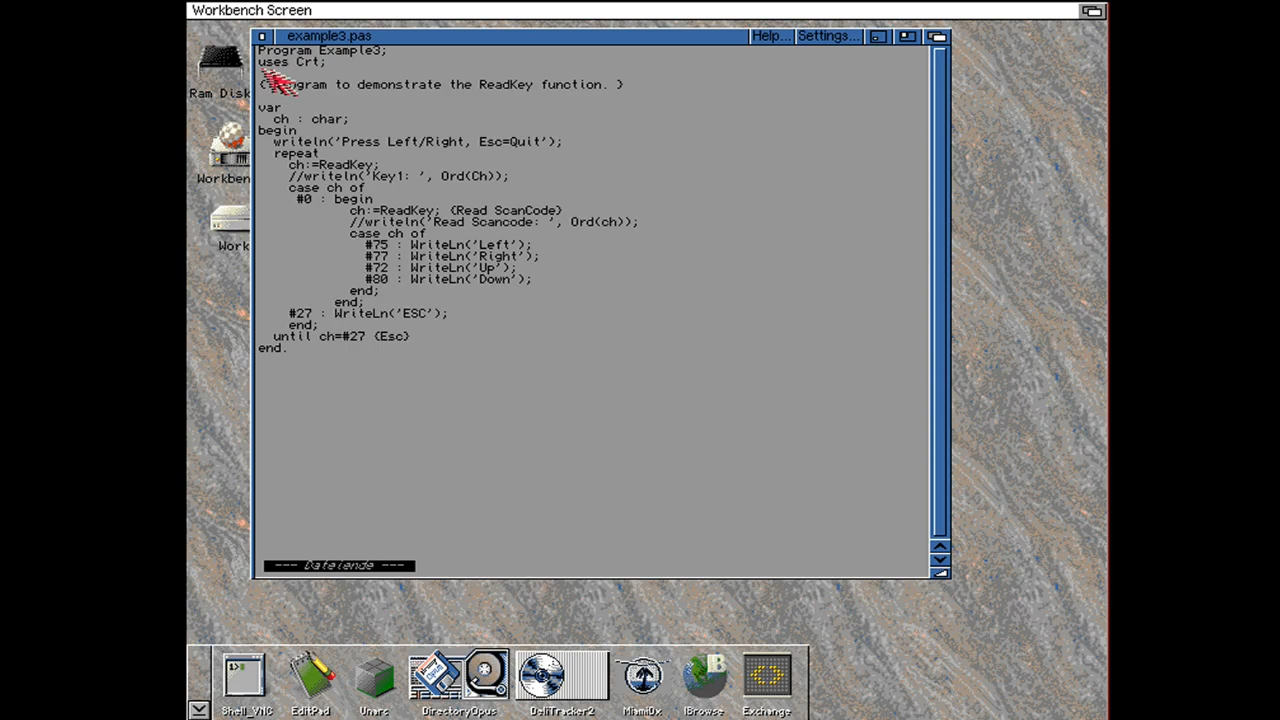 Workbench Screen
example3.pas
Help... Settings...
Program Example3;
uses Crt;
gram to demonstrate the ReadKey function. }
var
ch : char;
begin
writeln('Press Left/Right, Esc=Quit');
repeat
ch:=ReadKey;
//writeln('Key1: ', Ord(Ch));
case ch of
#0 : begin
ch:=ReadKey; {Read ScanCode}
//writeln('Read Scancode: ', Ord(ch));
case ch of
#75 : WriteLn('Left');
#77 : WriteLn('Right');
#72 : WriteLn('Up');
#80 : WriteLn('Down');
end;
end;
#27 : WriteLn('ESC');
end;
until ch=#27 {Esc}
end.
--- Dateiende ---
Ram Disk
Workben
Work
Shell_VNC EditPad Unarc DirectoryOpus DeliTracker2 MiamiDx IBrowse Exchange